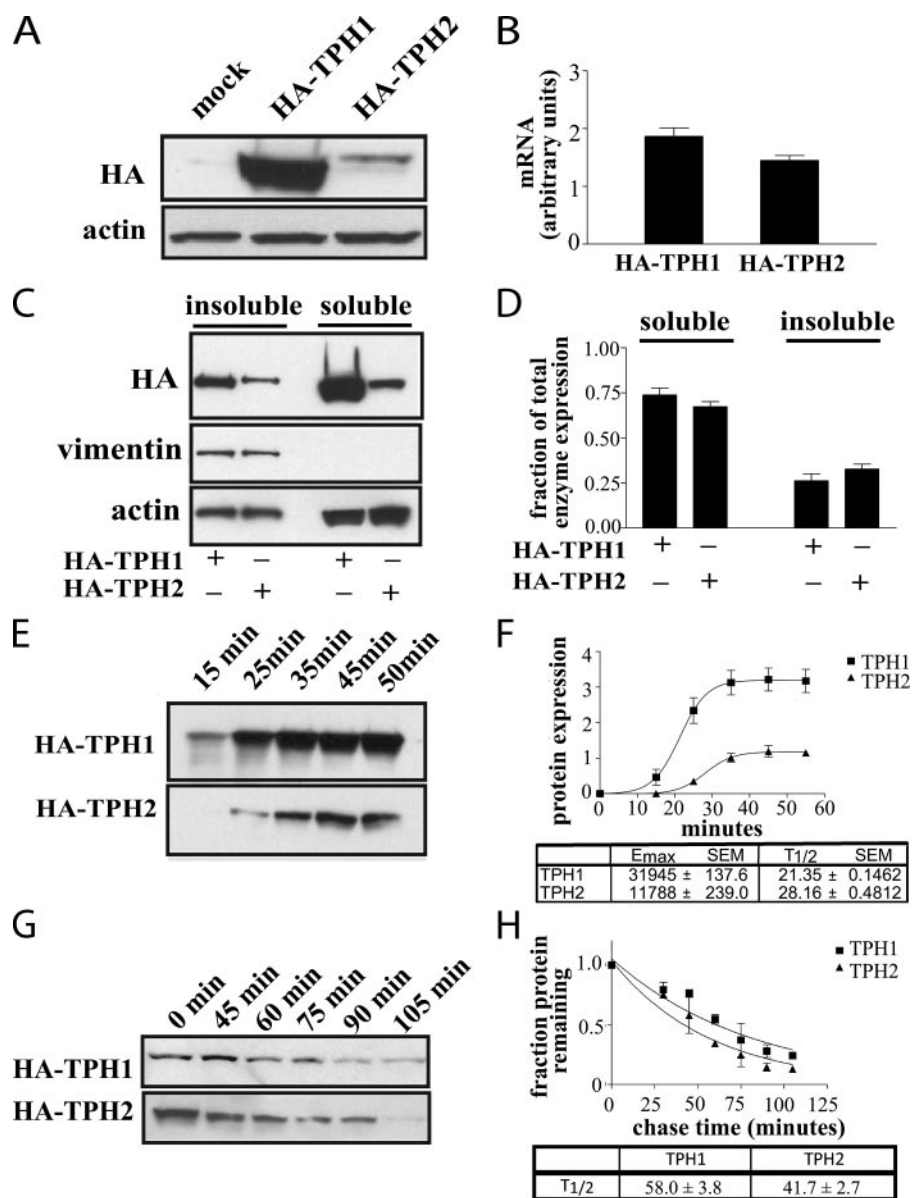 A
mock
HA-TPH1
HA-TPH2
HA
actin
B
mRNA
(arbitrary units)
3
2
1
0
HA-TPH1 HA-TPH2
C
insoluble soluble
HA
vimentin
actin
HA-TPH1 + – + –
HA-TPH2 – + – +
D
soluble insoluble
fraction of total
enzyme expression
1.00
0.75
0.50
0.25
0.00
HA-TPH1 + – + –
HA-TPH2 – + – +
E
15 min
25min
35min
45min
50min
HA-TPH1
HA-TPH2
F
protein expression
4
3
2
1
0
0 10 20 30 40 50 60
minutes
TPH1
TPH2
Emax SEM T1/2 SEM
TPH1 31945 ± 137.6 21.35 ± 0.1462
TPH2 11788 ± 239.0 28.16 ± 0.4812
G
0 min
45 min
60 min
75 min
90 min
105 min
HA-TPH1
HA-TPH2
H
fraction protein
remaining
1.0
0.5
0
0 25 50 75 100 125
chase time (minutes)
TPH1
TPH2
TPH1 TPH2
T1/2 58.0 ± 3.8 41.7 ± 2.7